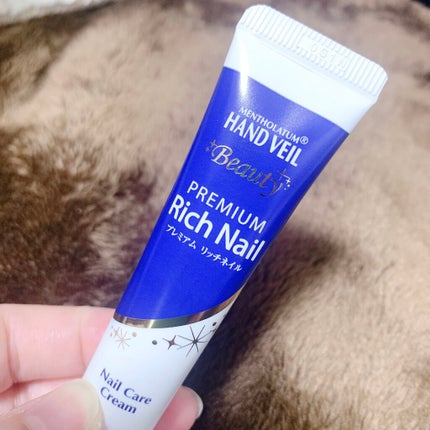 MENTHOLATUM®
HAND VEIL
Beauty
PREMIUM
Rich Nail
プレミアム リッチネイル
Nail Care
Cream